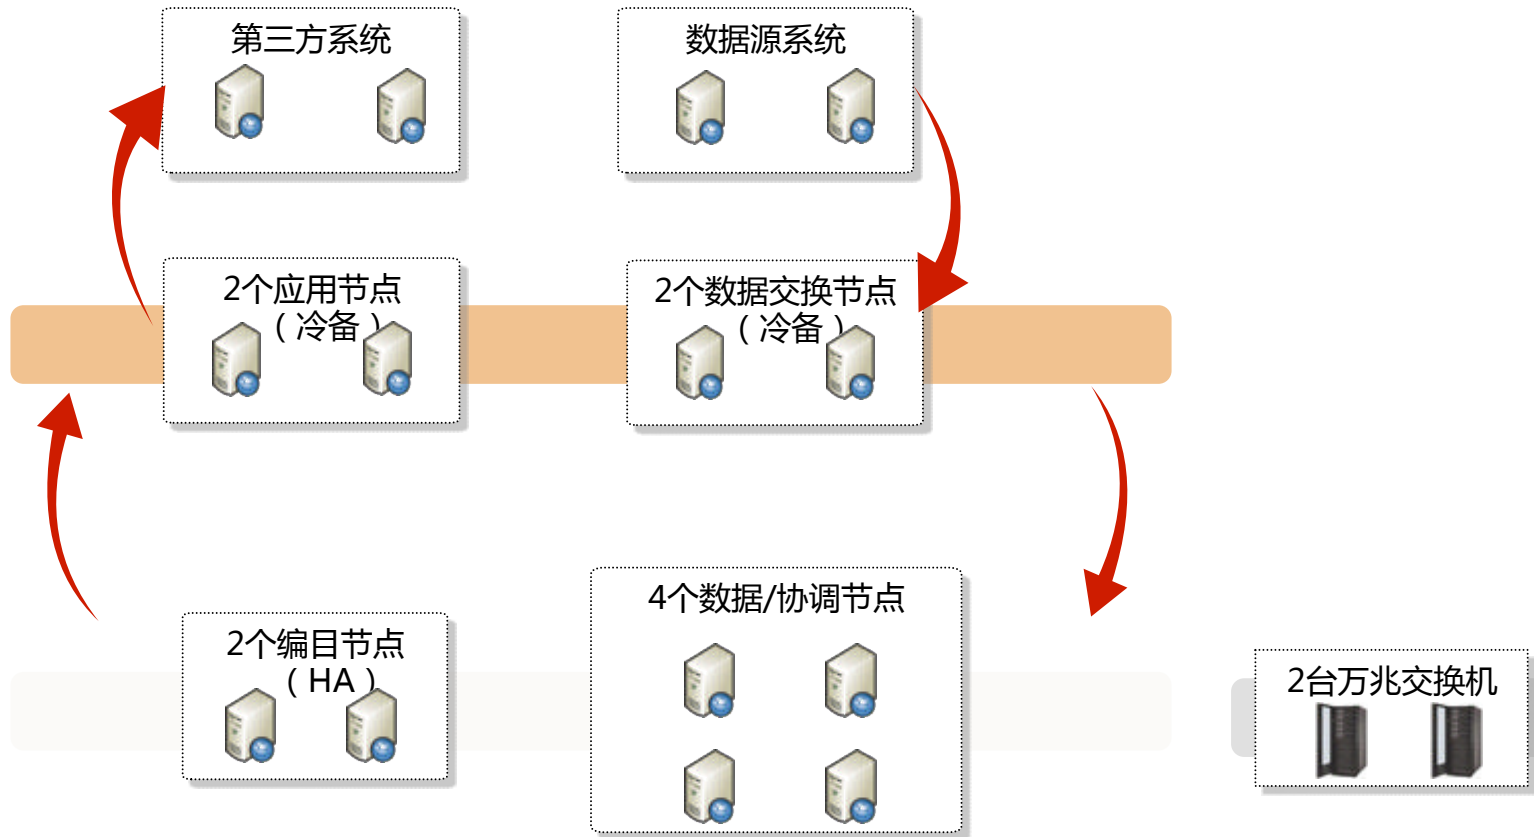 第三方系统
数据源系统
2个应用节点
（冷备）
2个数据交换节点
（冷备）
4个数据/协调节点
2个编目节点
（HA）
2台万兆交换机